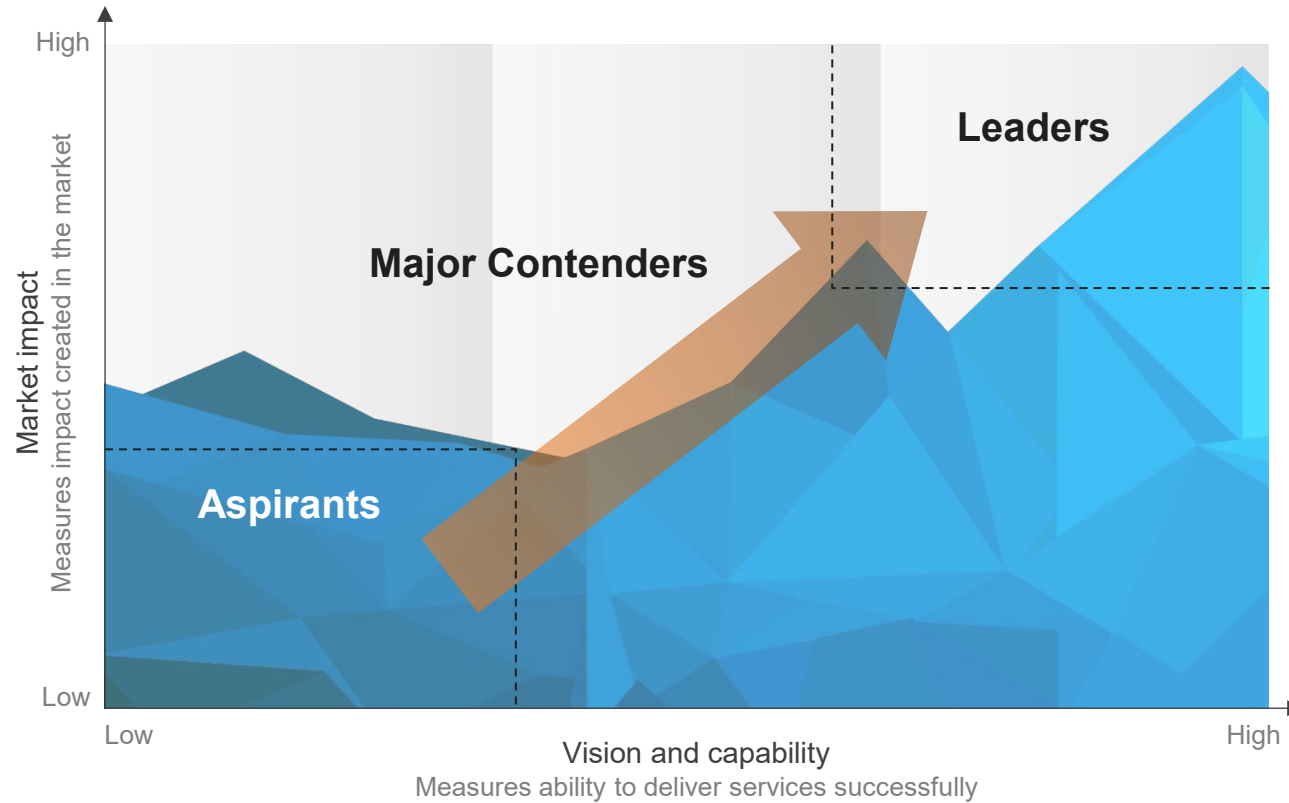 High
Leaders
Major Contenders
Market impact
Measures impact created in the market
Aspirants
Low
Low
High
Vision and capability
Measures ability to deliver services successfully